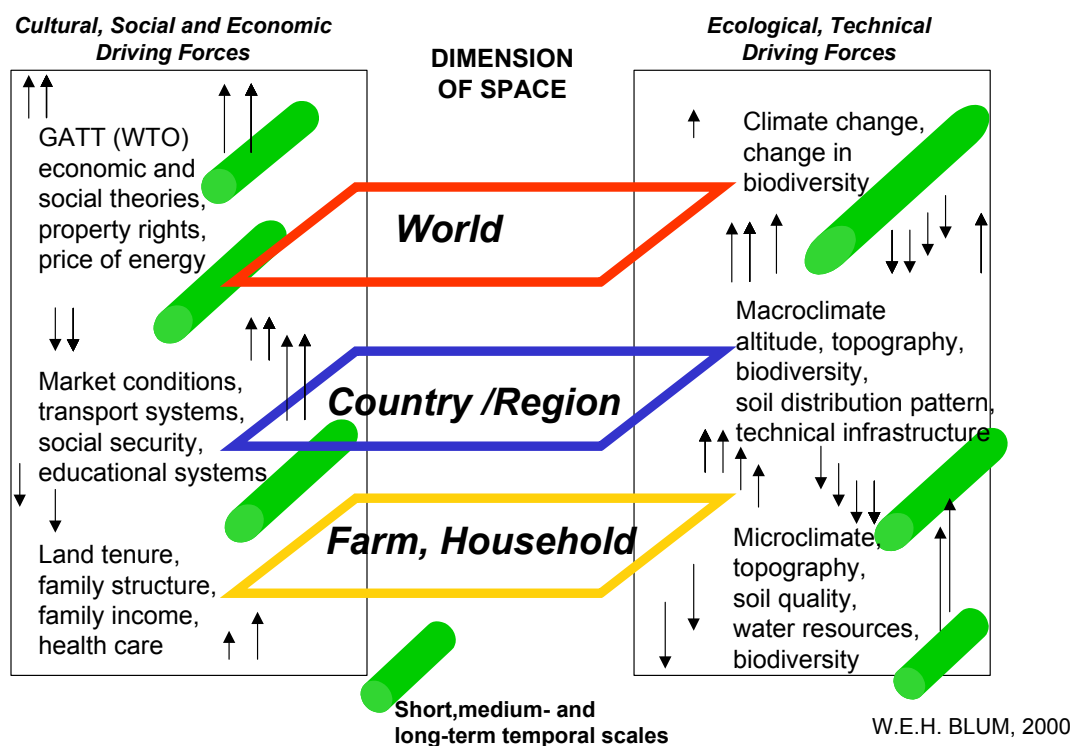 Cultural, Social and Economic
Driving Forces
DIMENSION
OF SPACE
Ecological, Technical
Driving Forces
GATT (WTO)
economic and
social theories,
property rights,
price of energy
Market conditions,
transport systems,
social security,
educational systems
Land tenure,
family structure,
family income,
health care
World
Country /Region
Farm, Household
Climate change,
change in
biodiversity
Macroclimate
altitude, topography,
biodiversity,
soil distribution pattern,
technical infrastructure
Microclimate,
topography,
soil quality,
water resources,
biodiversity
Short,medium- and
long-term temporal scales
W.E.H. BLUM, 2000